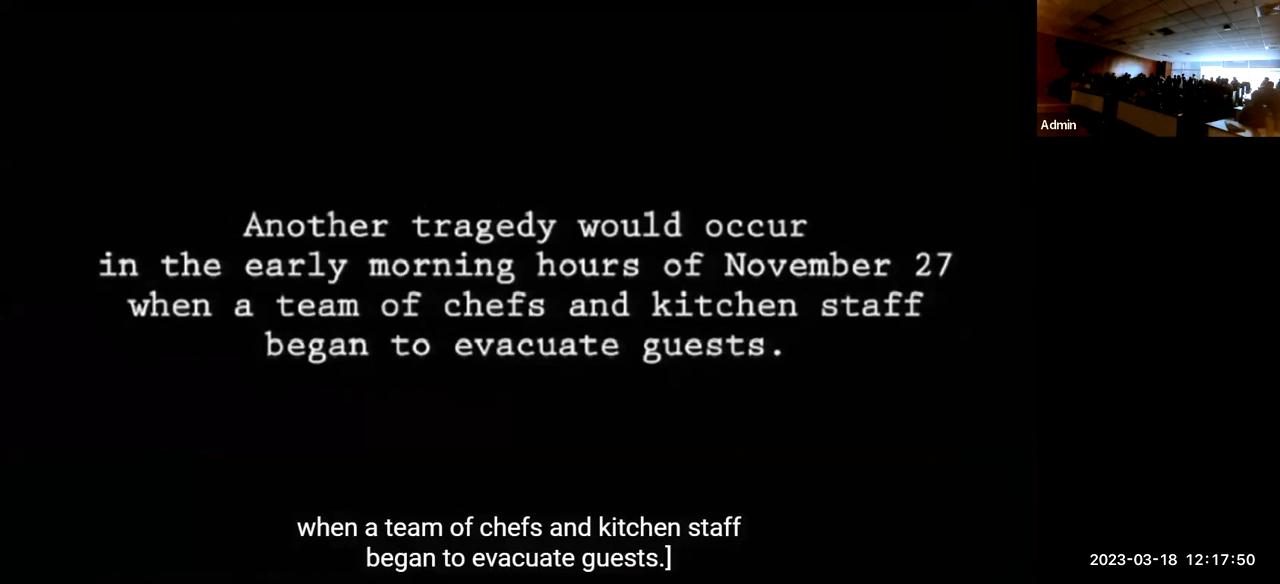 Admin
Another tragedy would occur
in the early morning hours of November 27
when a team of chefs and kitchen staff
began to evacuate guests.
when a team of chefs and kitchen staff
began to evacuate guests.]
2023-03-18 12:17:50